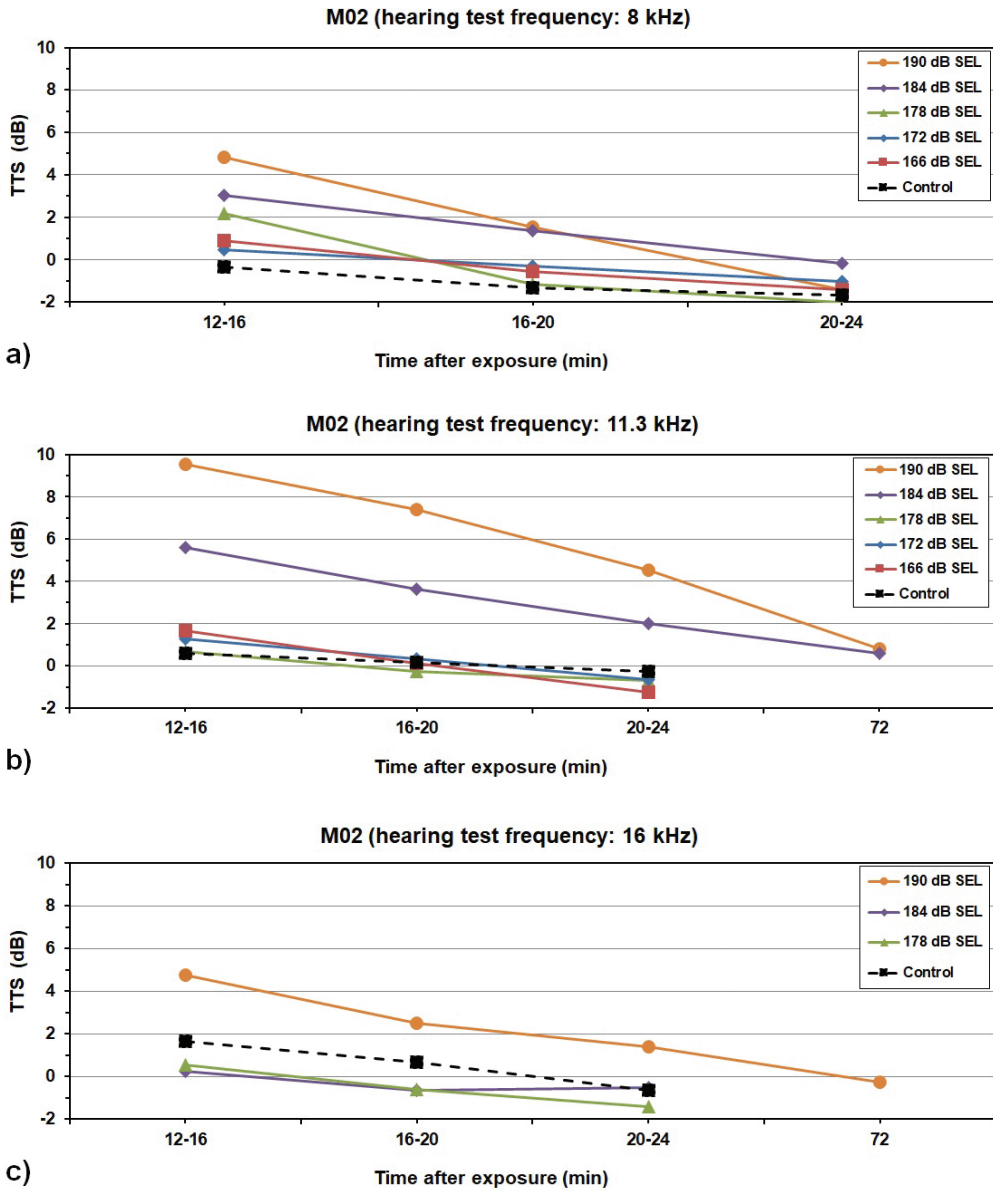 M02 (hearing test frequency: 8 kHz)
10
8
6
4
2
0
-2
TTS (dB)
190 dB SEL
184 dB SEL
178 dB SEL
172 dB SEL
166 dB SEL
Control
12-16
16-20
20-24
Time after exposure (min)
a)
M02 (hearing test frequency: 11.3 kHz)
10
8
6
4
2
0
-2
TTS (dB)
190 dB SEL
184 dB SEL
178 dB SEL
172 dB SEL
166 dB SEL
Control
12-16
16-20
20-24
72
Time after exposure (min)
b)
M02 (hearing test frequency: 16 kHz)
10
8
6
4
2
0
-2
TTS (dB)
190 dB SEL
184 dB SEL
178 dB SEL
Control
12-16
16-20
20-24
72
Time after exposure (min)
c)